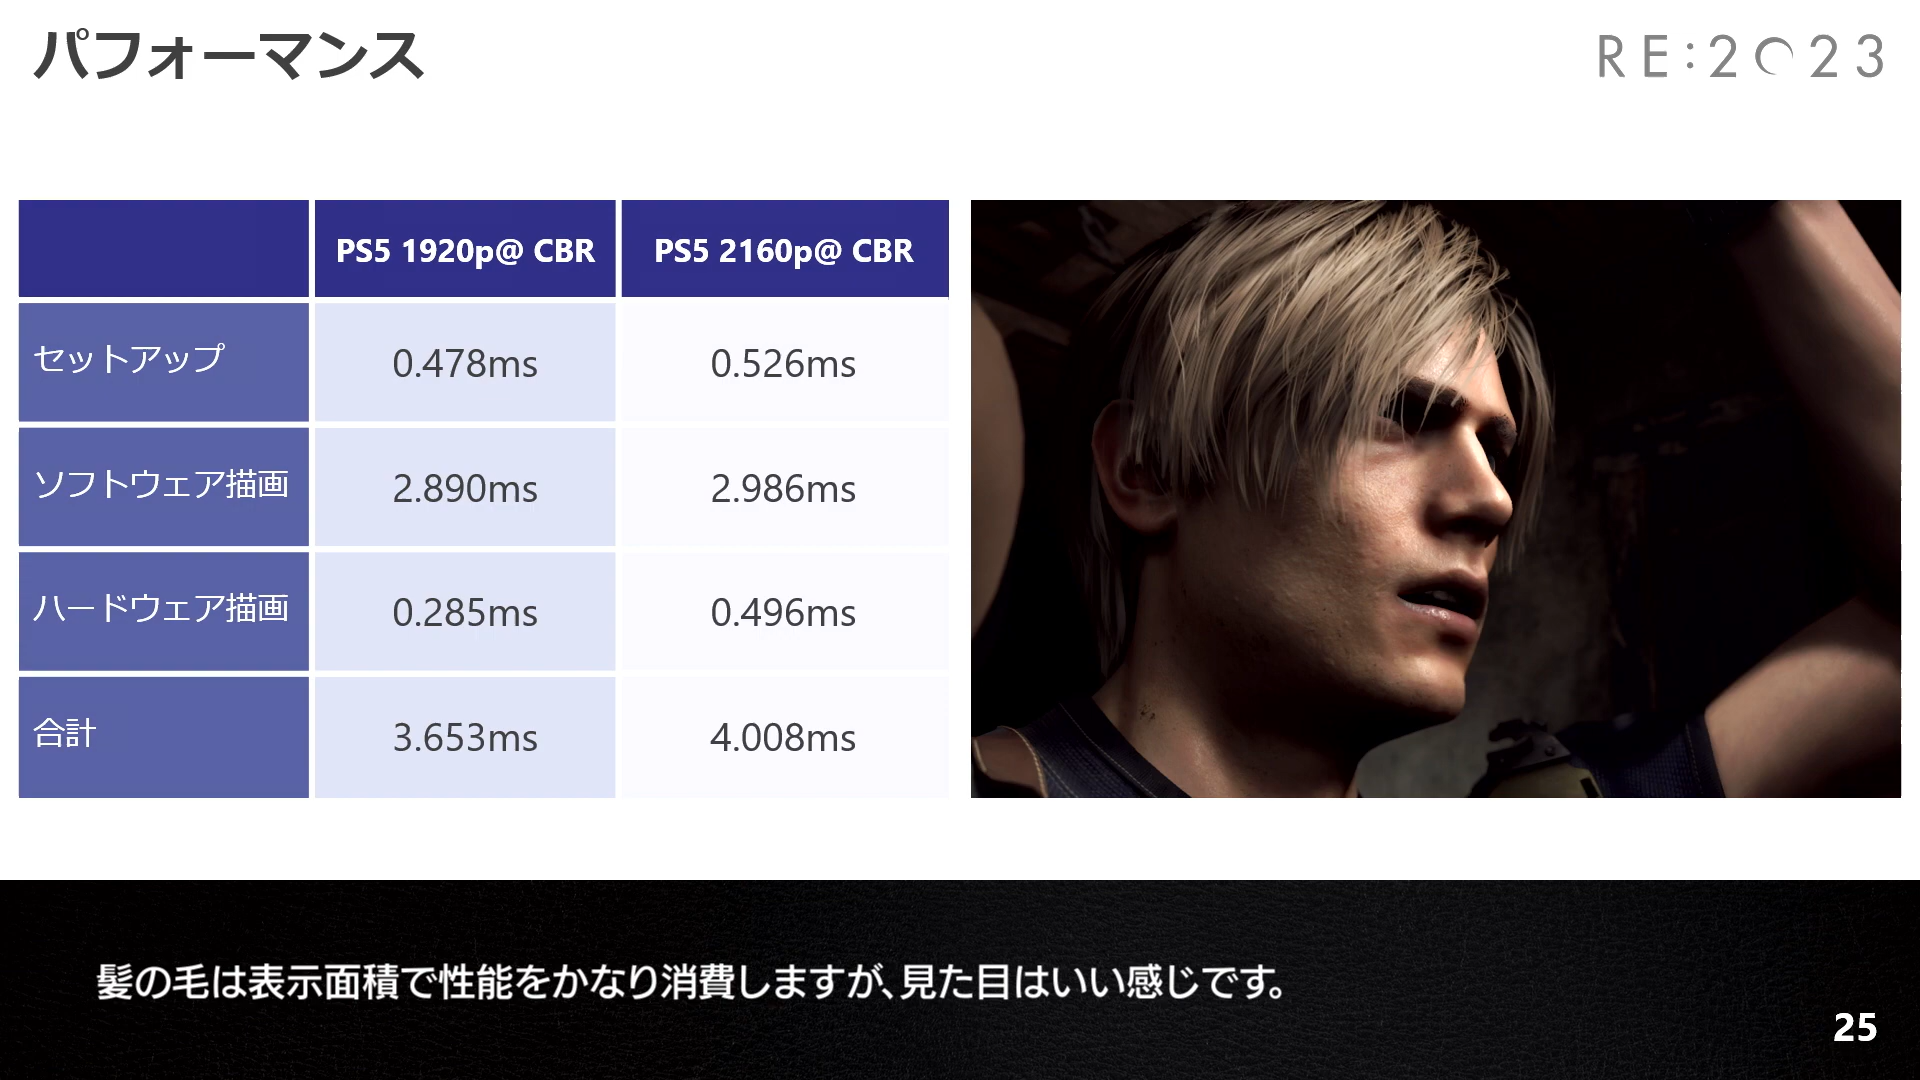 パフォーマンス
RE:2023
PS5 1920p@ CBR PS5 2160p@ CBR
セットアップ 0.478ms 0.526ms
ソフトウェア描画 2.890ms 2.986ms
ハードウェア描画 0.285ms 0.496ms
合計 3.653ms 4.008ms
髪の毛は表示面積で性能をかなり消費しますが、見た目はいい感じです。
25